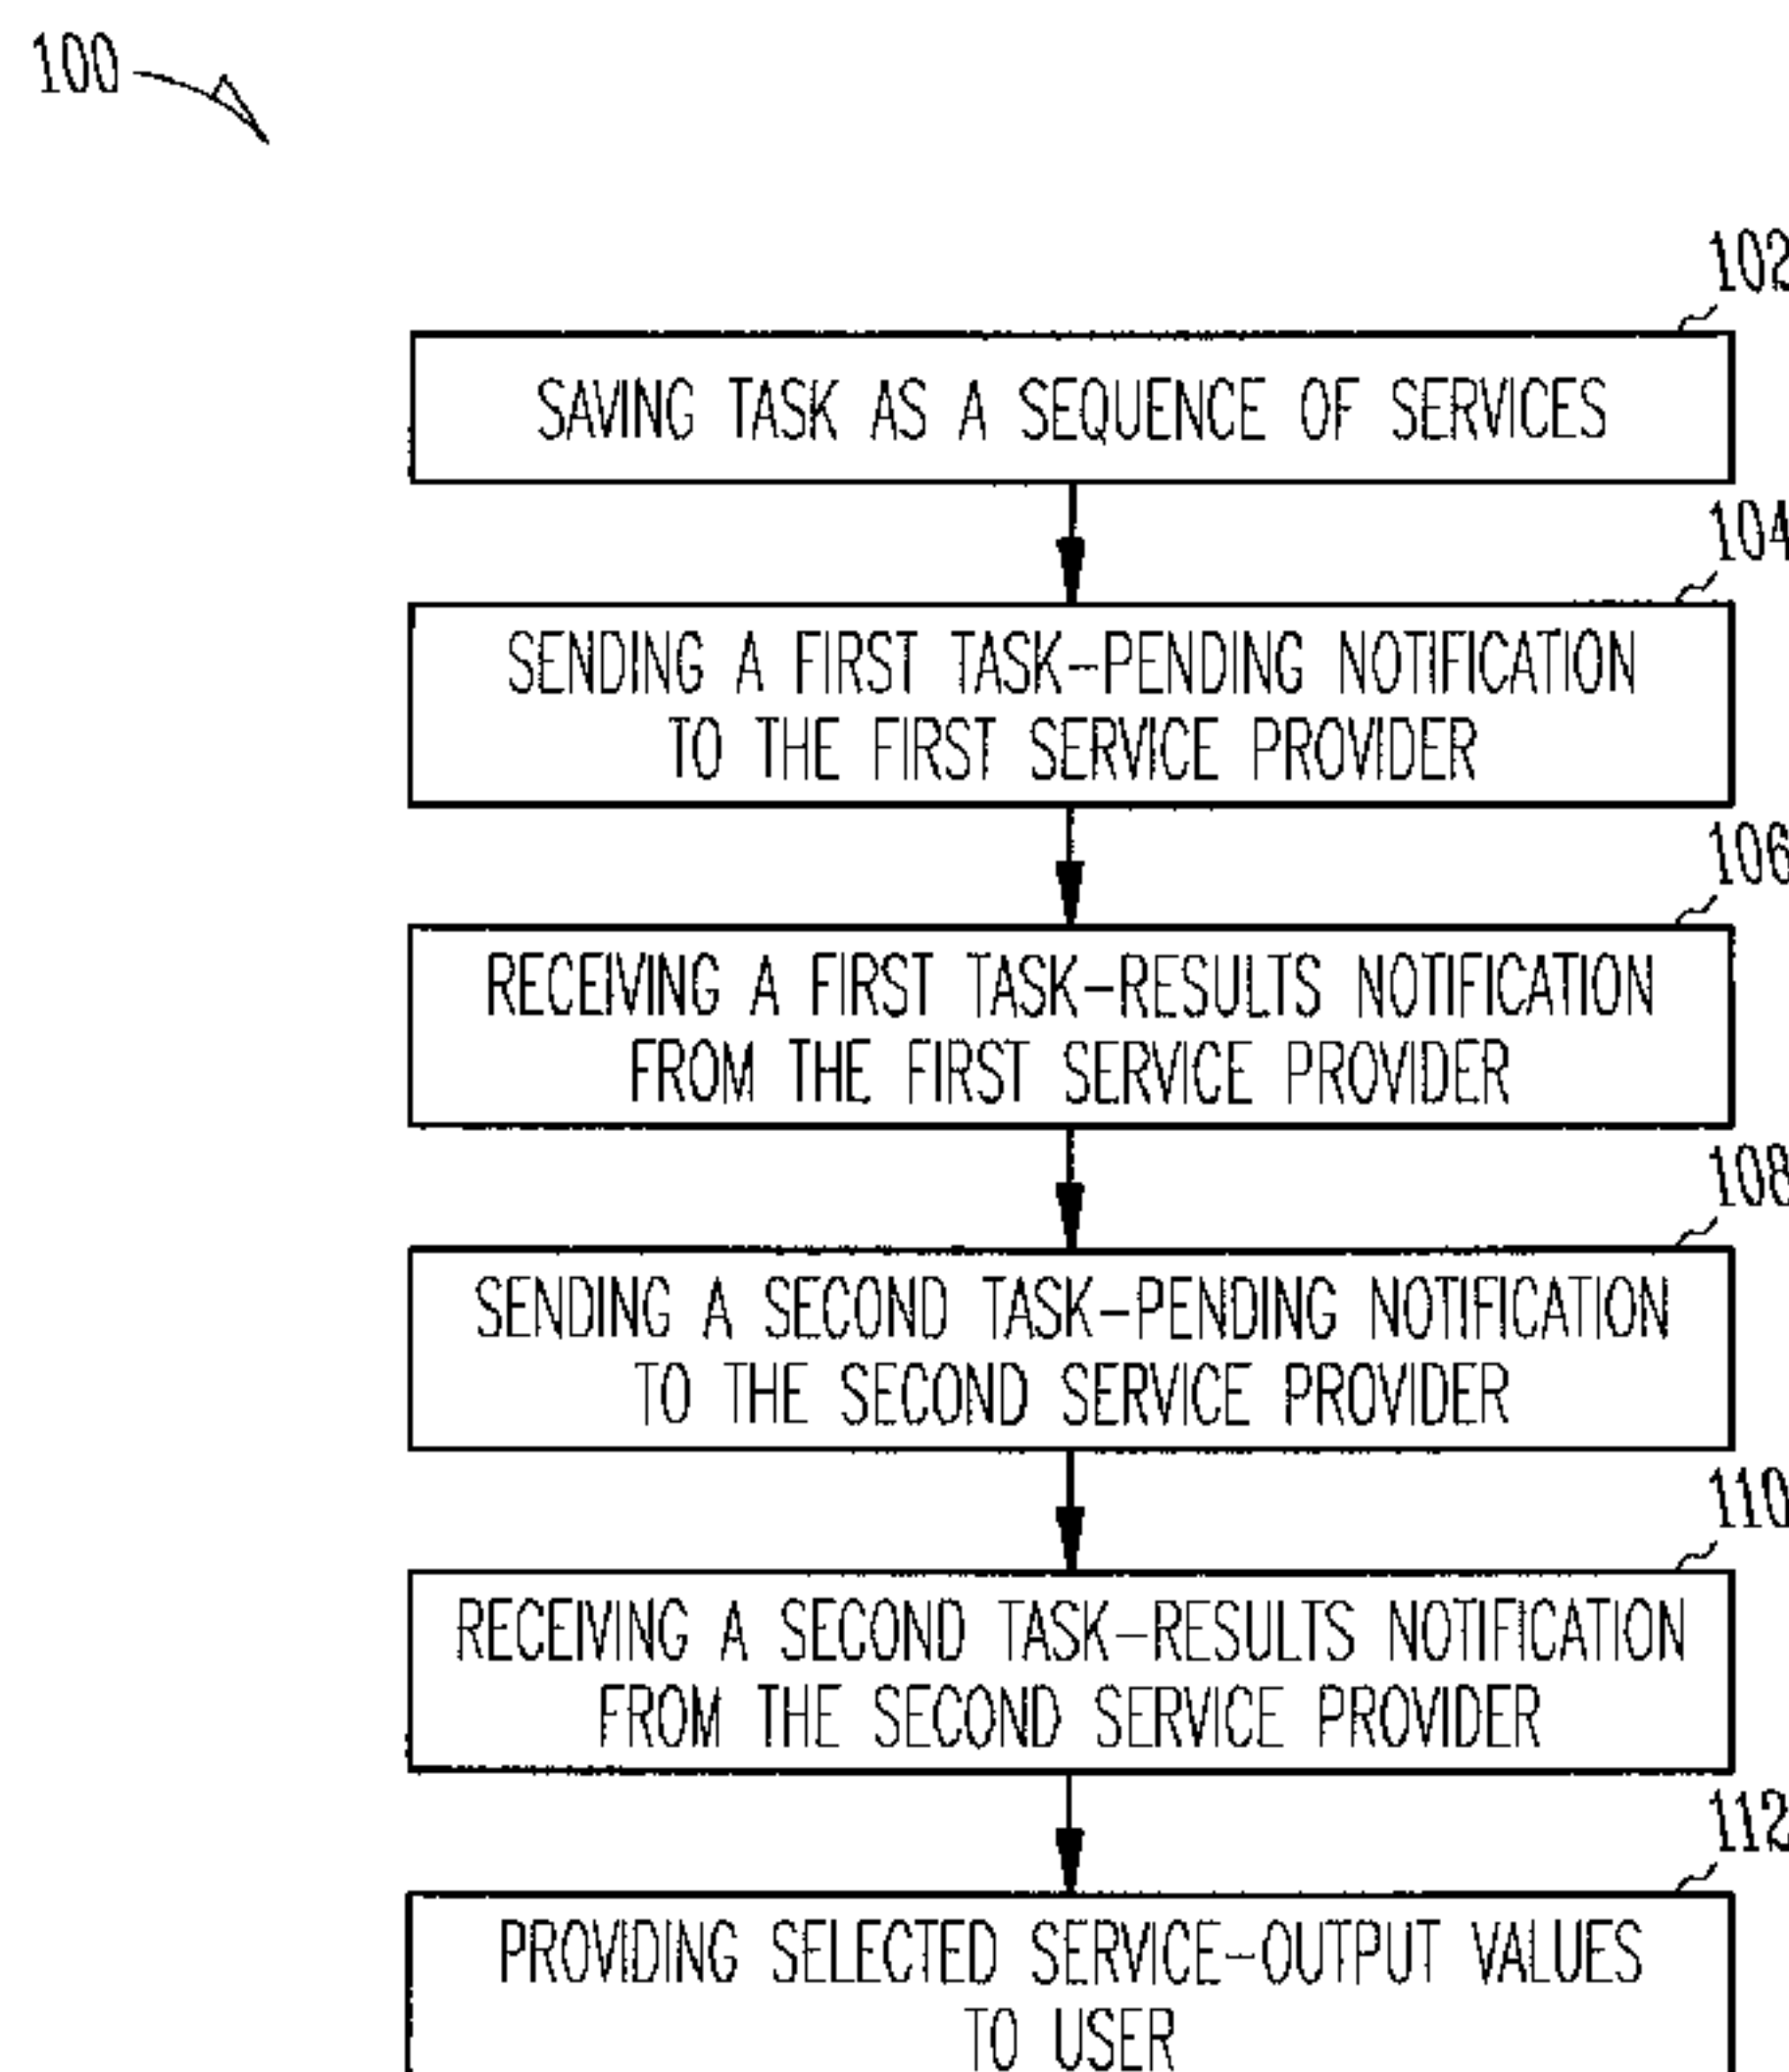 100
102
SAVING TASK AS A SEQUENCE OF SERVICES
104
SENDING A FIRST TASK-PENDING NOTIFICATION
TO THE FIRST SERVICE PROVIDER
106
RECEIVING A FIRST TASK-RESULTS NOTIFICATION
FROM THE FIRST SERVICE PROVIDER
108
SENDING A SECOND TASK-PENDING NOTIFICATION
TO THE SECOND SERVICE PROVIDER
110
RECEIVING A SECOND TASK-RESULTS NOTIFICATION
FROM THE SECOND SERVICE PROVIDER
112
PROVIDING SELECTED SERVICE-OUTPUT VALUES
TO USER